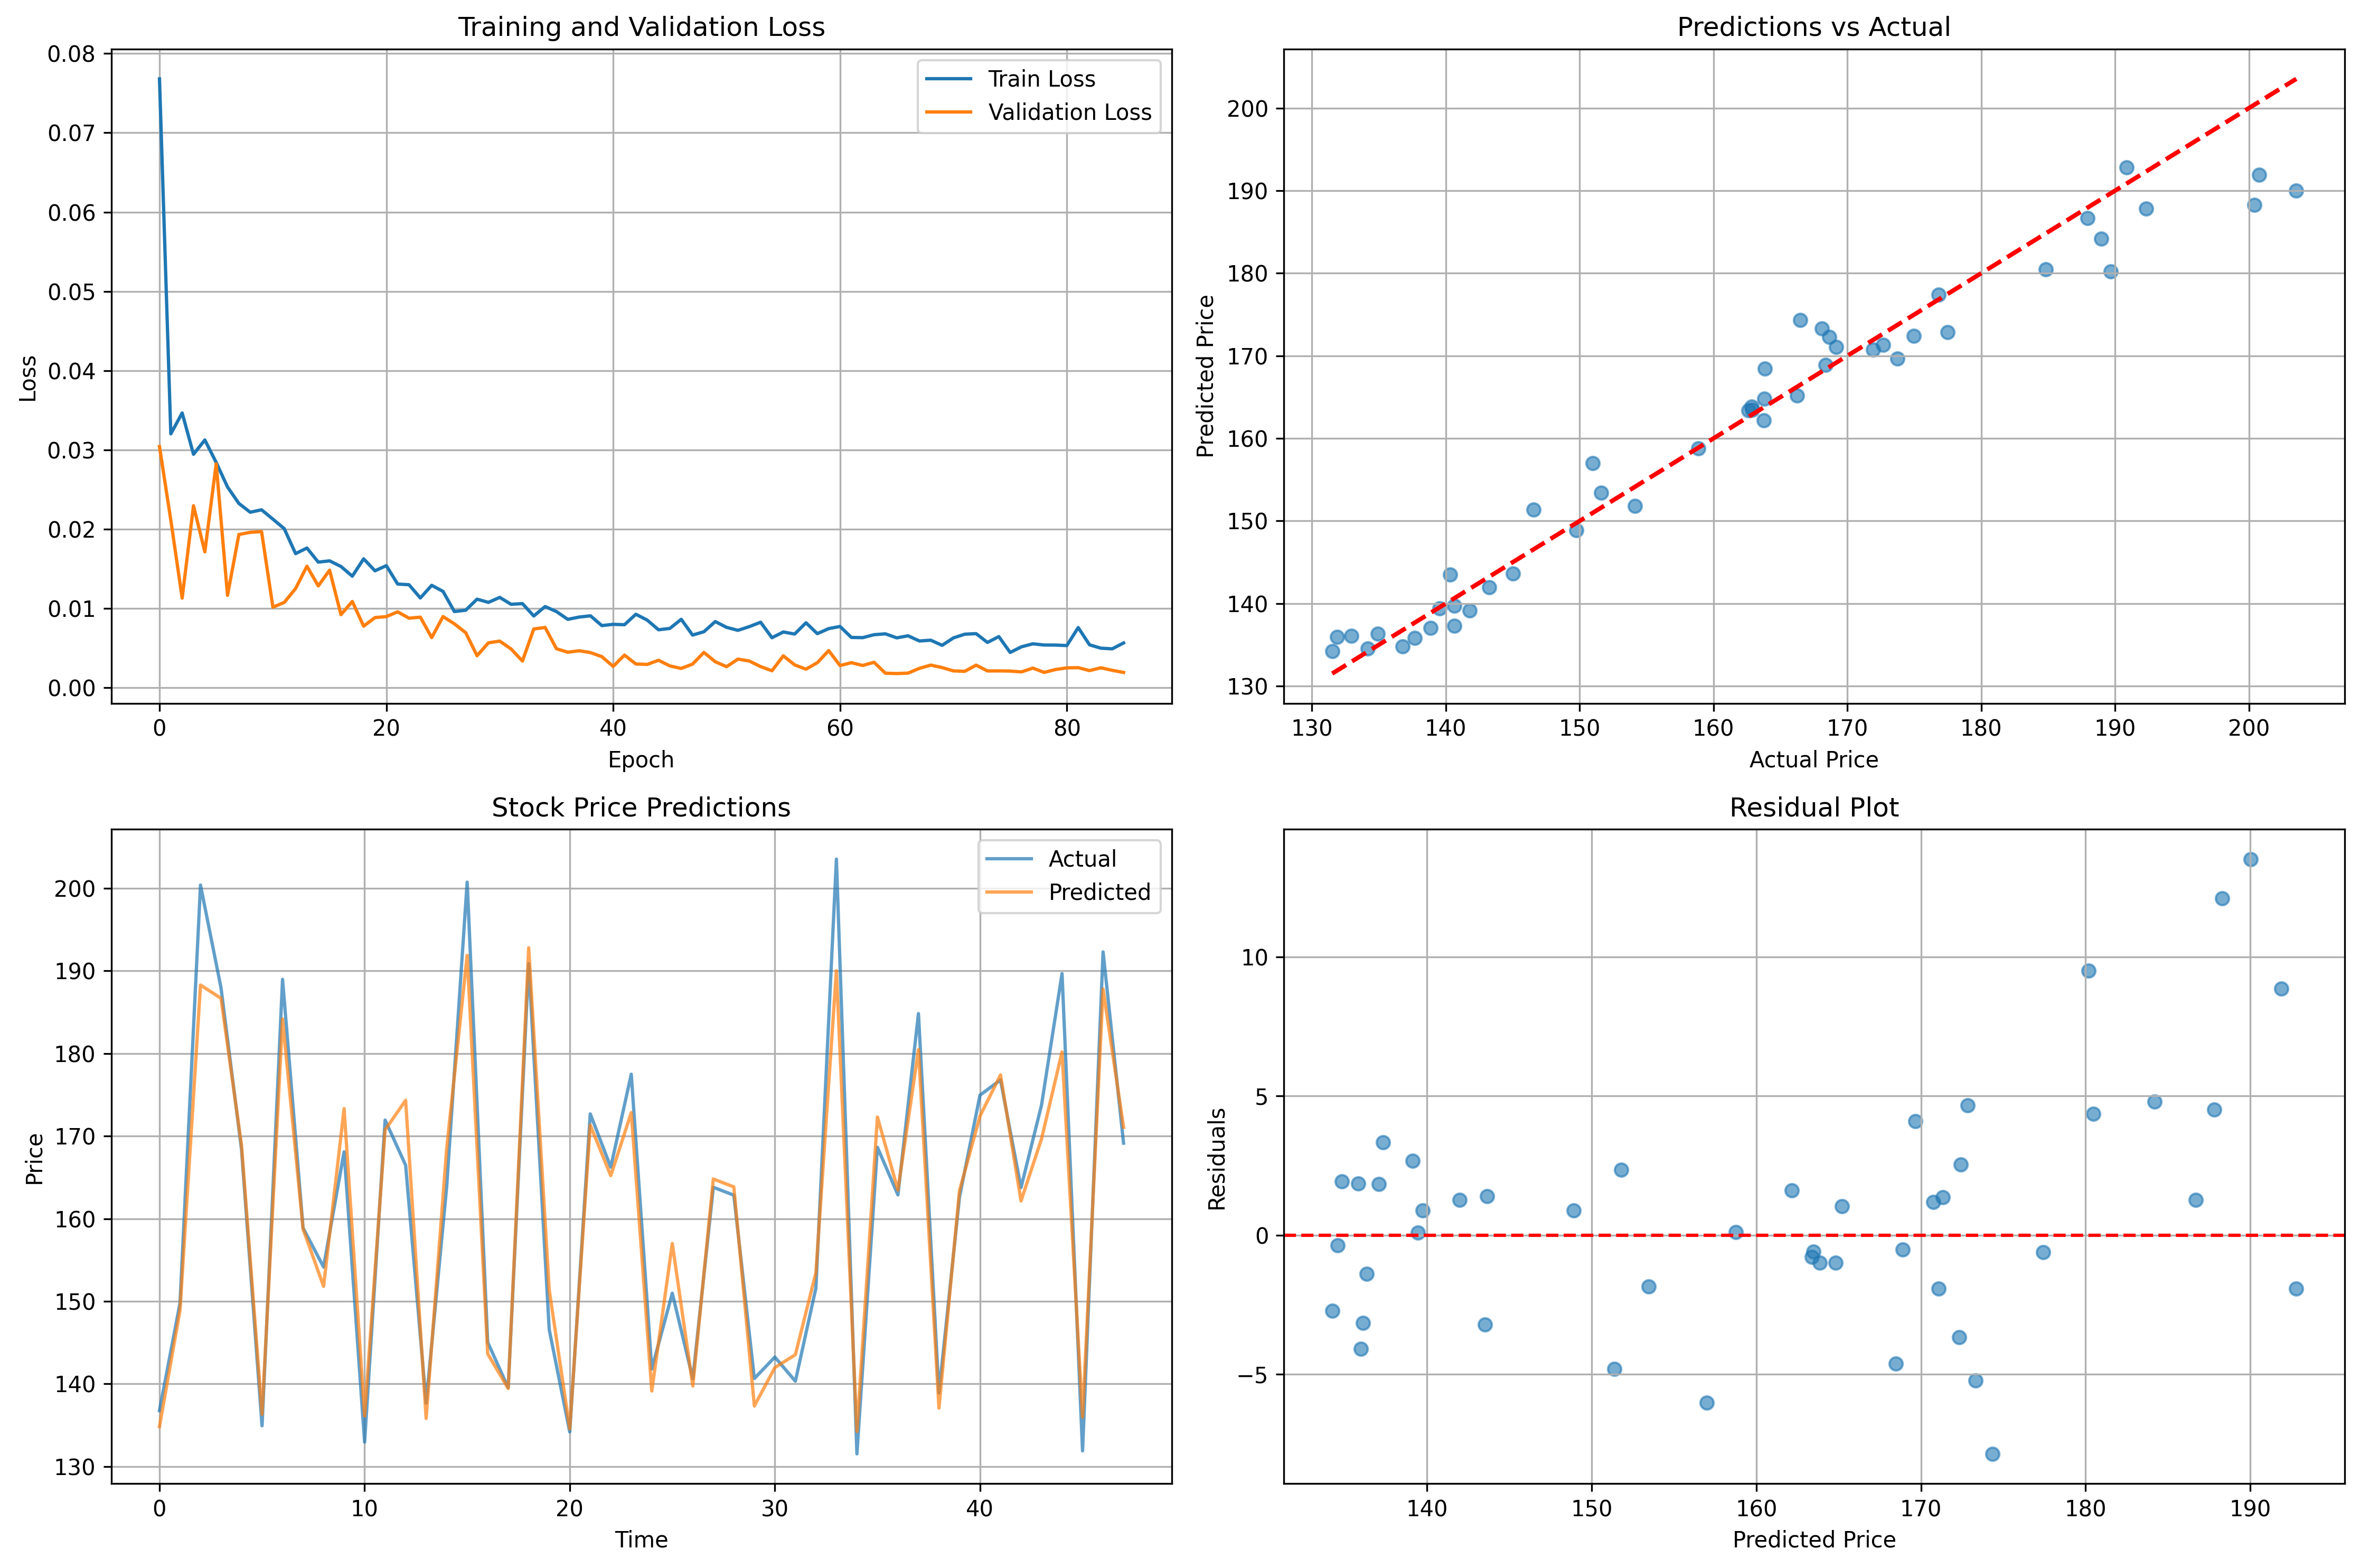 Training and Validation Loss
Train Loss
Validation Loss
0.08
0.07
0.06
0.05
0.04
0.03
0.02
0.01
0.00
Loss
0 20 40 60 80
Epoch
Predictions vs Actual
200
190
180
170
160
150
140
130
Predicted Price
130 140 150 160 170 180 190 200
Actual Price
Stock Price Predictions
Actual
Predicted
200
190
180
170
160
150
140
130
Price
0 10 20 30 40
Time
Residual Plot
10
5
0
−5
Residuals
140 150 160 170 180 190
Predicted Price